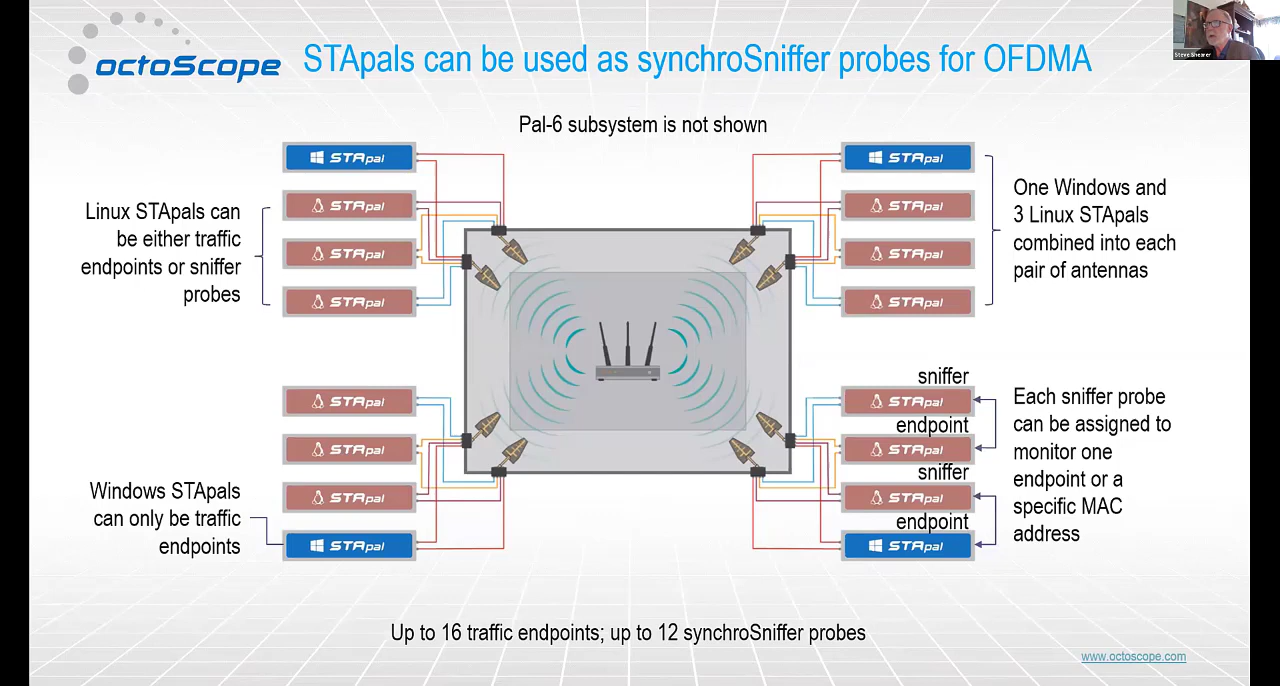 octoScope
STApals can be used as synchroSniffer probes for OFDMA
Steve Shearer
Pal-6 subsystem is not shown
STApal
STApal
STApal
STApal
Linux STApals can
be either traffic
endpoints or sniffer
probes
STApal
STApal
STApal
STApal
One Windows and
3 Linux STApals
combined into each
pair of antennas
STApal
STApal
STApal
STApal
Windows STApals
can only be traffic
endpoints
sniffer
STApal
endpoint
STApal
sniffer
STApal
endpoint
STApal
Each sniffer probe
can be assigned to
monitor one
endpoint or a
specific MAC
address
Up to 16 traffic endpoints; up to 12 synchroSniffer probes
www.octoscope.com